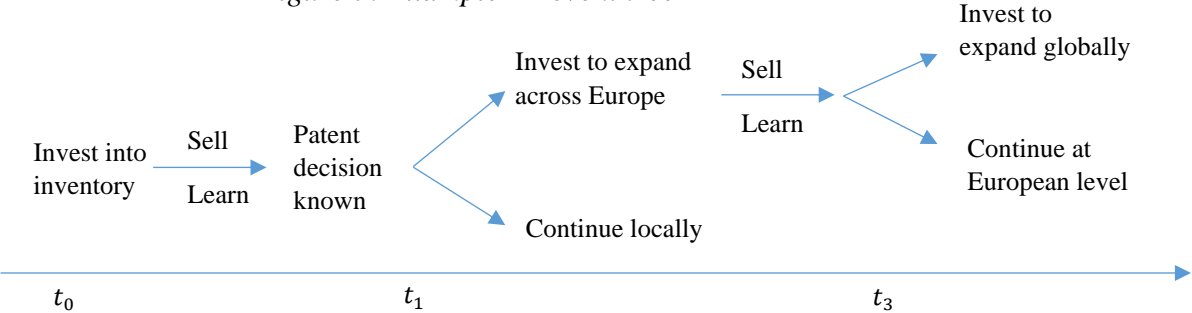 Invest to
expand globally
Invest to expand
across Europe
Sell
Learn
Sell
Learn
Patent
decision
known
Invest into
inventory
Continue at
European level
Continue locally
t₀
t₁
t₃